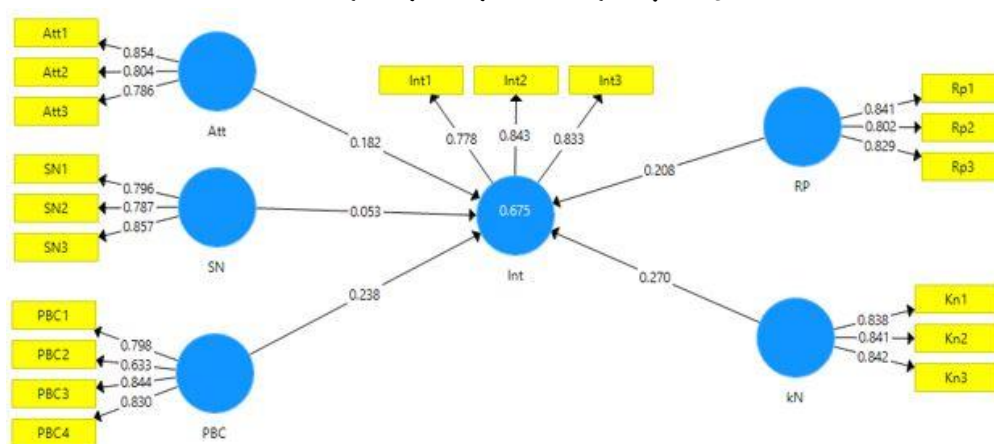 Att1
Att2
Att3
0.854
0.804
0.786
Att
0.182
SN1
SN2
SN3
0.796
0.787
0.857
SN
0.053
PBC1
PBC2
PBC3
PBC4
0.798
0.633
0.844
0.830
PBC
0.238
Int1
Int2
Int3
0.778
0.843
0.833
0.675
Int
Rp1
Rp2
Rp3
0.841
0.802
0.829
RP
0.208
Kn1
Kn2
Kn3
0.838
0.841
0.842
kN
0.270